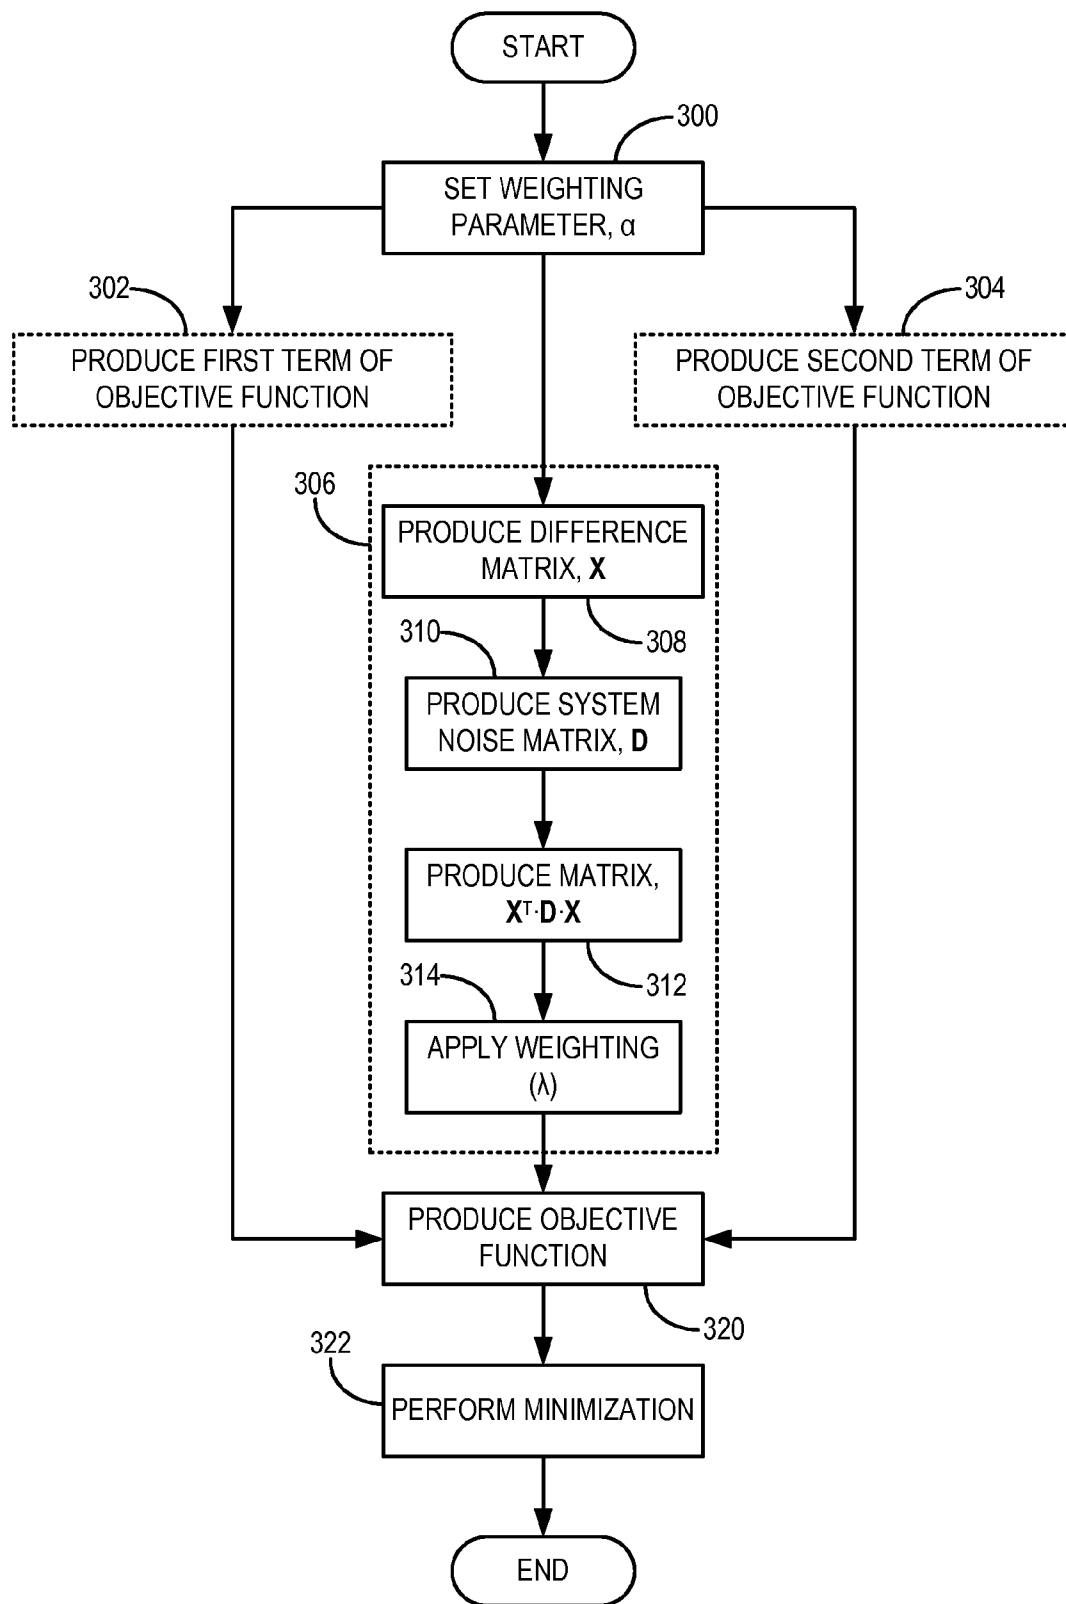 START
300
SET WEIGHTING
PARAMETER, α
302
304
PRODUCE FIRST TERM OF
OBJECTIVE FUNCTION
PRODUCE SECOND TERM OF
OBJECTIVE FUNCTION
306
PRODUCE DIFFERENCE
MATRIX, X
308
310
PRODUCE SYSTEM
NOISE MATRIX, D
PRODUCE MATRIX,
Xᵀ·D·X
312
314
APPLY WEIGHTING
(λ)
PRODUCE OBJECTIVE
FUNCTION
320
322
PERFORM MINIMIZATION
END